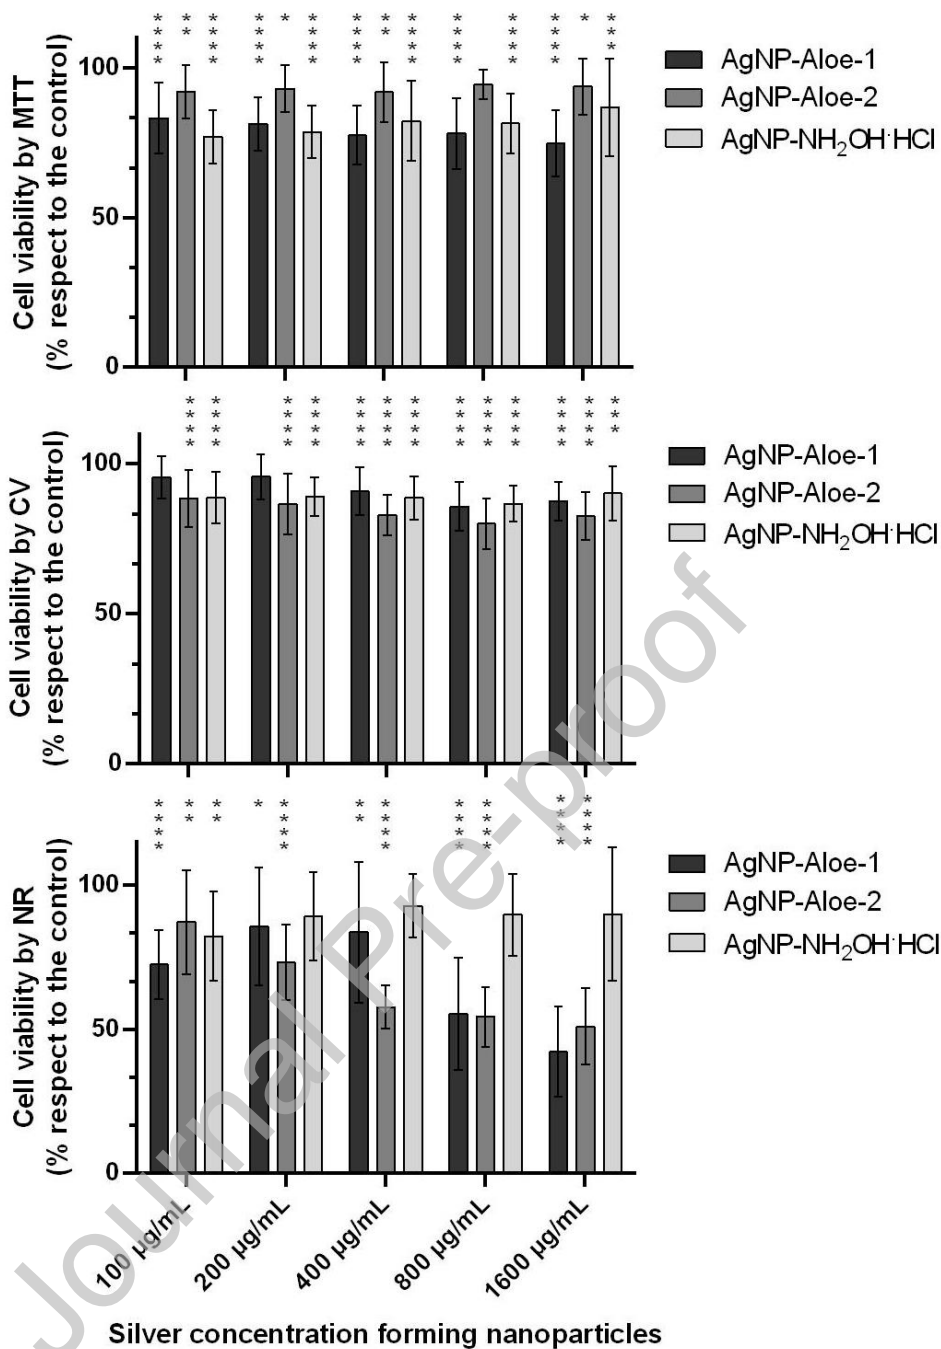 **** ** **** **** * **** **** ** **** **** **** **** * ***
Cell viability by MTT
(% respect to the control)
100
50
0
AgNP-Aloe-1
AgNP-Aloe-2
AgNP-NH₂OH·HCl
**** **** **** **** **** **** **** **** **** **** **** **** ***
Cell viability by CV
(% respect to the control)
100
50
0
AgNP-Aloe-1
AgNP-Aloe-2
AgNP-NH₂OH·HCl
**** ** ** * **** ** **** **** **** **** ****
Cell viability by NR
(% respect to the control)
100
50
0
AgNP-Aloe-1
AgNP-Aloe-2
AgNP-NH₂OH·HCl
100 µg/mL
200 µg/mL
400 µg/mL
800 µg/mL
1600 µg/mL
Silver concentration forming nanoparticles
Journal Pre-proof